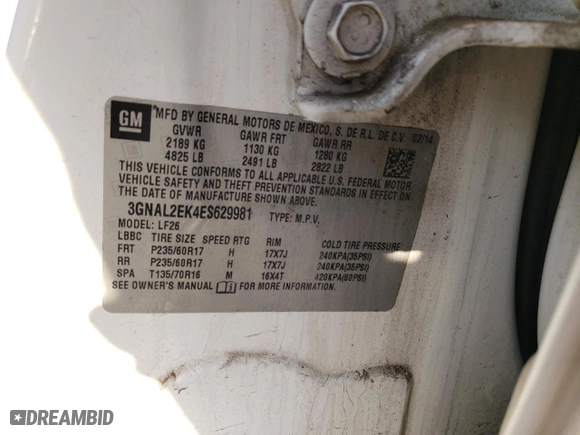 GM
MFD BY GENERAL MOTORS DE MEXICO, S. DE R.L. DE C.V. 02/14
GVWR GAWR FRT GAWR RR
2189 KG 1130 KG 1280 KG
4825 LB 2491 LB 2822 LB
THIS VEHICLE CONFORMS TO ALL APPLICABLE U.S. FEDERAL MOTOR
VEHICLE SAFETY AND THEFT PREVENTION STANDARDS IN EFFECT ON
THE DATE OF MANUFACTURE SHOWN ABOVE.
3GNAL2EK4ES629981 TYPE: M.P.V.
MODEL: LF26
LBBC TIRE SIZE SPEED RTG RIM COLD TIRE PRESSURE
FRT P235/60R17 H 17X7J 240KPA(35PSI)
RR P235/60R17 H 17X7J 240KPA(35PSI)
SPA T135/70R16 M 16X4T 420KPA(60PSI)
SEE OWNER'S MANUAL FOR MORE INFORMATION.
DREAMBID